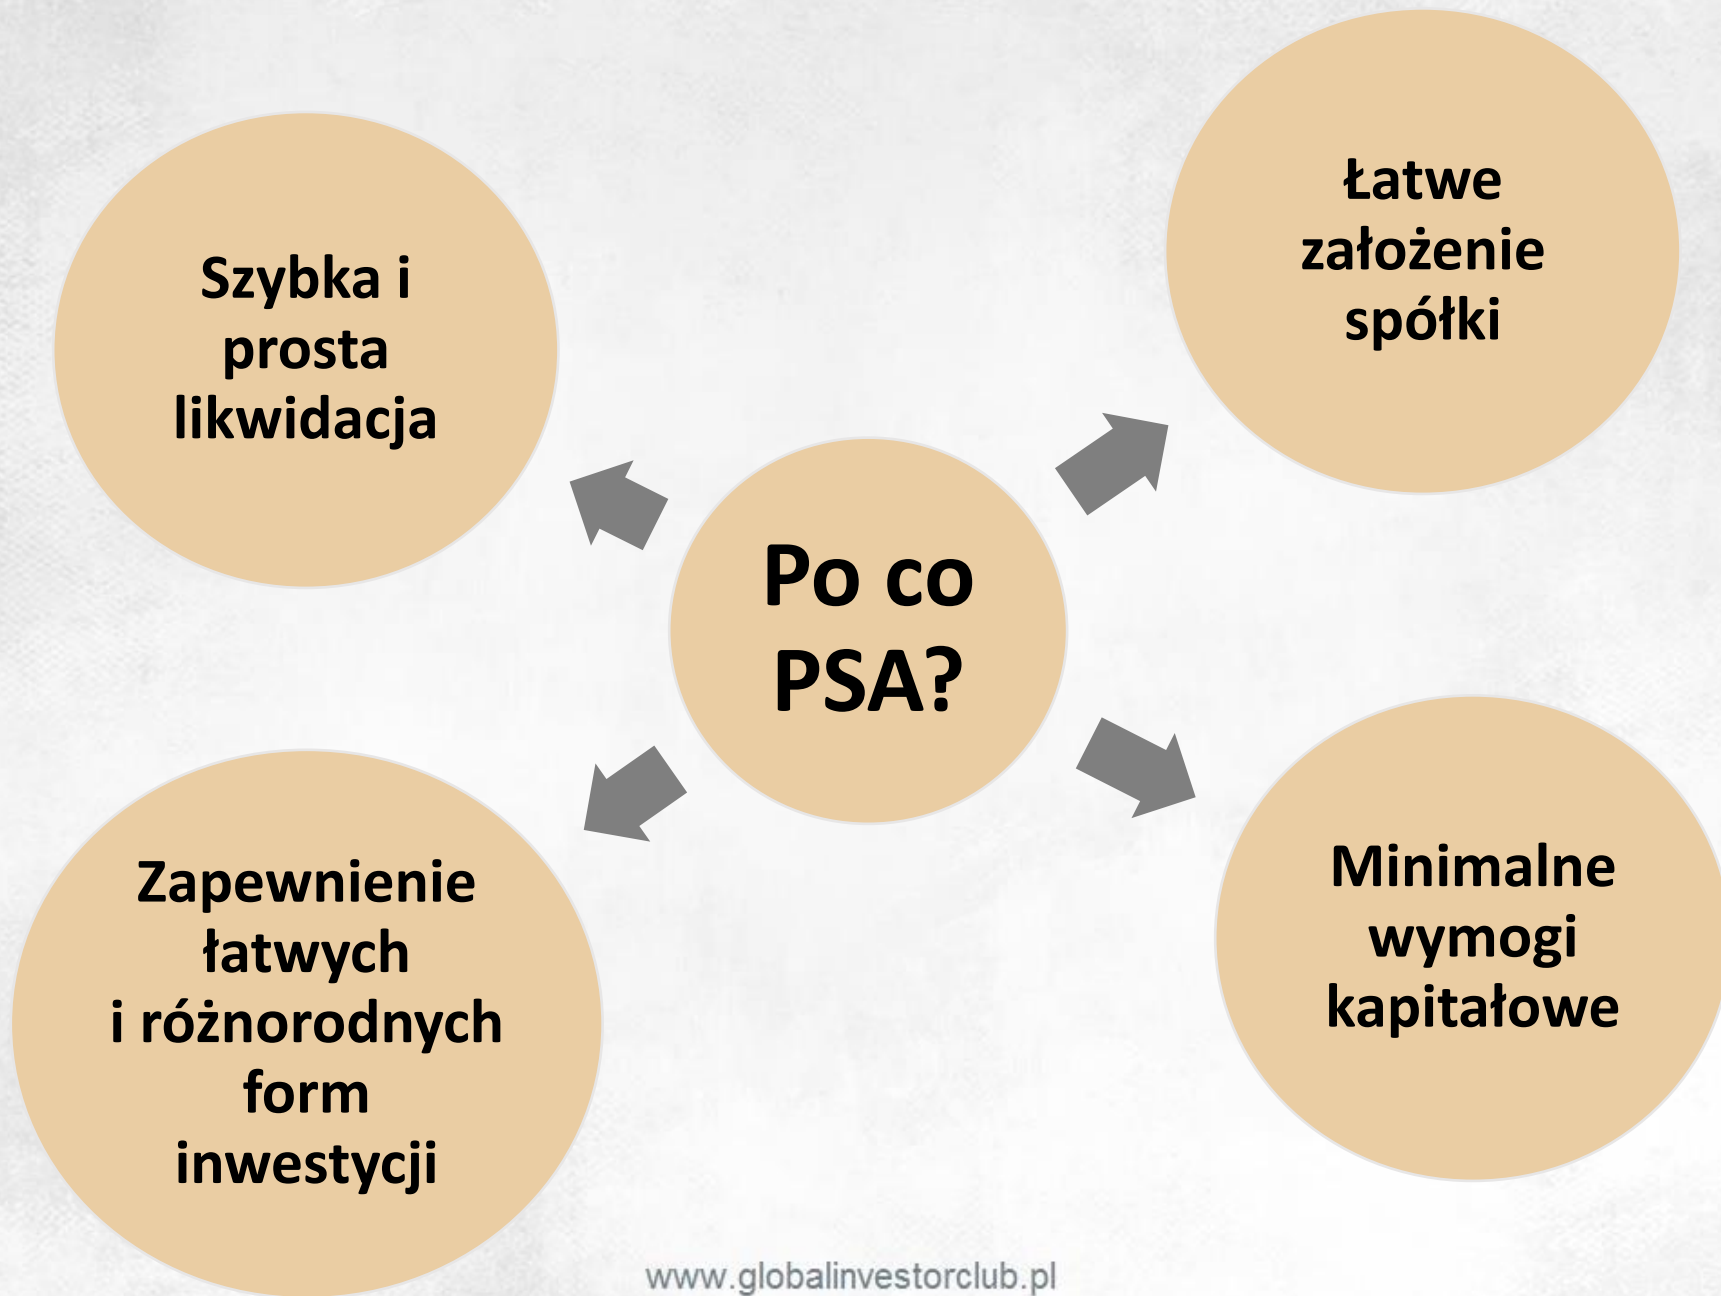 Łatwe
założenie
spółki
Szybka i
prosta
likwidacja
Po co
PSA?
Minimalne
wymogi
kapitałowe
Zapewnienie
łatwych
i różnorodnych
form
inwestycji
www.globalinvestorclub.pl